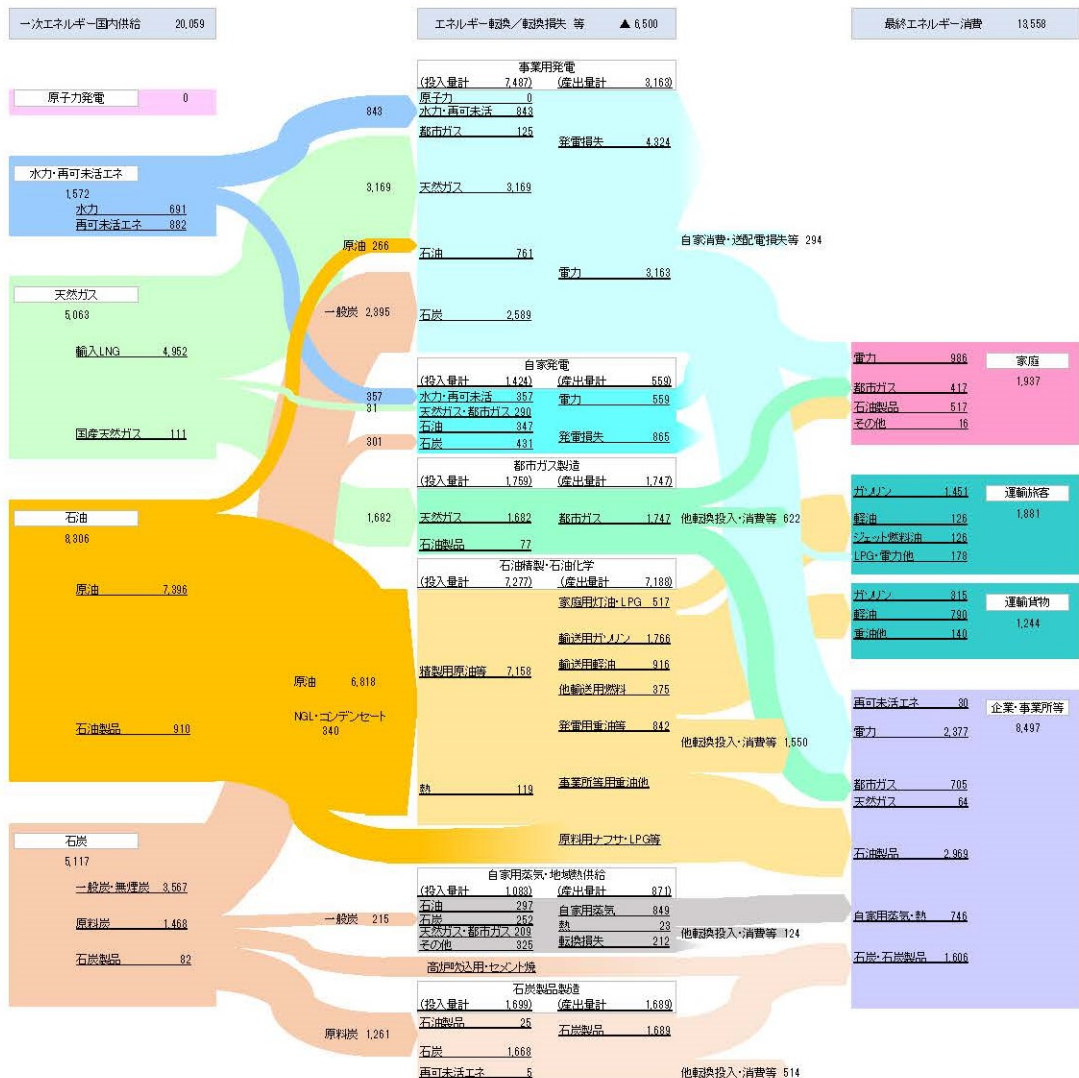 一次エネルギー国内供給 20,059
エネルギー転換/転換損失 等 ▲ 6,500
最終エネルギー消費 13,558
原子力発電 0
水力・再可未活エネ
1,572
水力 691
再可未活エネ 882
天然ガス
5,063
輸入LNG 4,952
国産天然ガス 111
石油
8,306
原油 7,396
石油製品 910
石炭
5,117
一般炭・無煙炭 3,567
原料炭 1,468
石炭製品 82
843
3,169
原油 266
一般炭 2,395
357
31
301
1,682
原油 6,818
NGL・コンデンセート
340
一般炭 215
高炉吹込用・セメント焼
原料炭 1,261
事業用発電
(投入量計 7,487) (産出量計 3,163)
原子力 0
水力・再可未活 843
都市ガス 125
発電損失 4,324
天然ガス 3,169
石油 761
電力 3,163
石炭 2,589
自家発電
(投入量計 1,424) (産出量計 559)
水力・再可未活 357 電力 559
天然ガス・都市ガス 290
石油 347
石炭 431 発電損失 865
都市ガス製造
(投入量計 1,759) (産出量計 1,747)
天然ガス 1,682 都市ガス 1,747
石油製品 77
石油精製・石油化学
(投入量計 7,277) (産出量計 7,188)
家庭用灯油・LPG 517
輸送用ガソリン 1,766
精製用原油等 7,158 輸送用軽油 916
他輸送用燃料 375
発電用重油等 842
熱 119 事業所等用重油他
原料用ナフサ・LPG等
自家用蒸気・地域熱供給
(投入量計 1,083) (産出量計 871)
石油 297 自家用蒸気 849
石炭 252 熱 23
天然ガス・都市ガス 209 転換損失 212
その他 325
石炭製品製造
(投入量計 1,699) (産出量計 1,689)
石油製品 25 石炭製品 1,689
石炭 1,668
再可未活エネ 5
自家消費・送配電損失等 294
他転換投入・消費等 622
他転換投入・消費等 1,550
他転換投入・消費等 124
他転換投入・消費等 514
電力 986 家庭
1,937
都市ガス 417
石油製品 517
その他 16
ガソリン 1,451 運輸旅客
1,881
軽油 126
ジェット燃料油 126
LPG・電力他 178
ガソリン 315 運輸貨物
軽油 790 1,244
重油他 140
再可未活エネ 30 企業・事業所等
電力 2,377 8,497
都市ガス 705
天然ガス 64
石油製品 2,969
自家用蒸気・熱 746
石炭・石炭製品 1,606